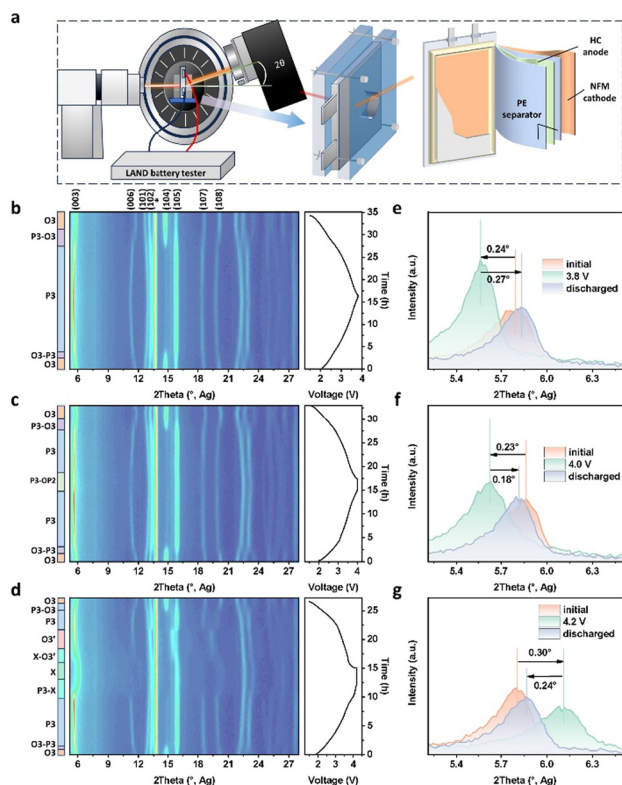 a
2θ
HC
anode
NFM
cathode
PE
separator
LAND battery tester
(003)
(006)
(101)
(102)
*
(104)
(105)
(107)
(108)
b
O3
P3-O3
P3
O3-P3
O3
6 9 12 15 18 21 24 27
2Theta (°, Ag)
0 1 2 3 4
Voltage (V)
35
30
25
20
15
10
5
0
Time (h)
e
Intensity (a.u.)
0.24°
0.27°
initial
3.8 V
discharged
5.4 5.7 6.0 6.3
2Theta (°, Ag)
c
O3
P3-O3
P3
P3-OP2
P3
O3-P3
O3
6 9 12 15 18 21 24 27
2Theta (°, Ag)
1 2 3 4
Voltage (V)
30
25
20
15
10
5
0
Time (h)
f
Intensity (a.u.)
0.23°
0.18°
initial
4.0 V
discharged
5.4 5.7 6.0 6.3
2Theta (°, Ag)
d
O3
P3-O3
P3
O3'
X-O3'
X
P3-X
P3
O3-P3
O3
6 9 12 15 18 21 24 27
2Theta (°, Ag)
1 2 3 4
Voltage (V)
25
20
15
10
5
0
Time (h)
g
Intensity (a.u.)
initial
4.2 V
discharged
0.30°
0.24°
5.4 5.7 6.0 6.3
2Theta (°, Ag)